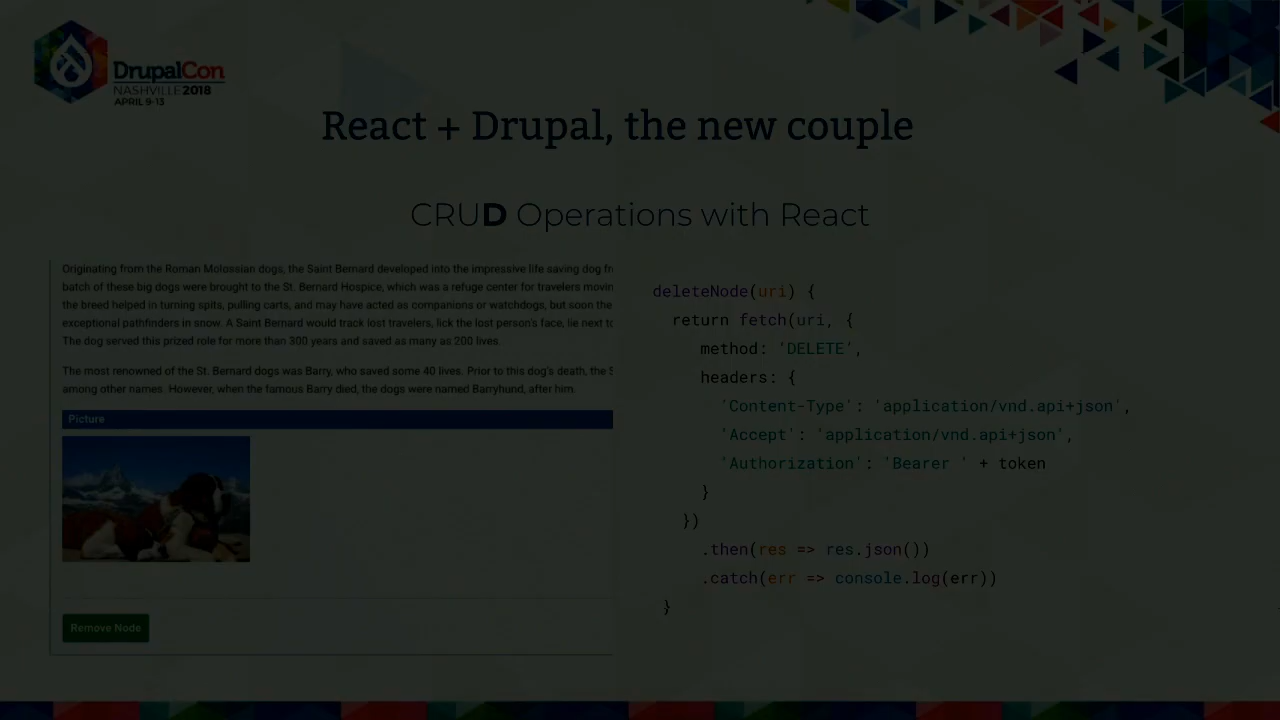 DrupalCon
NASHVILLE 2018
APRIL 9-13
React + Drupal, the new couple
CRUD Operations with React
Originating from the Roman Molossian dogs, the Saint Bernard developed into the impressive life saving dog
batch of these big dogs were brought to the St. Bernard Hospice, which was a refuge center for travelers
the breed helped in turning spits, pulling carts, and may have acted as companions or watchdogs, but soon the
exceptional pathfinders in snow. A Saint Bernard would track lost travelers, lick the lost person's face, lie next
The dog served this prized role for more than 300 years and saved as many as 200 lives.
The most renowned of the St. Bernard dogs was Barry, who saved some 40 lives. Prior to this dog's death, the
among other names. However, when the famous Barry died, the dogs were named Barryhund, after him.
Picture
Remove Node
deleteNode(uri) {
return fetch(uri, {
method: 'DELETE',
headers: {
'Content-Type': 'application/vnd.api+json',
'Accept': 'application/vnd.api+json',
'Authorization': 'Bearer ' + token
}
})
.then(res => res.json())
.catch(err => console.log(err))
}